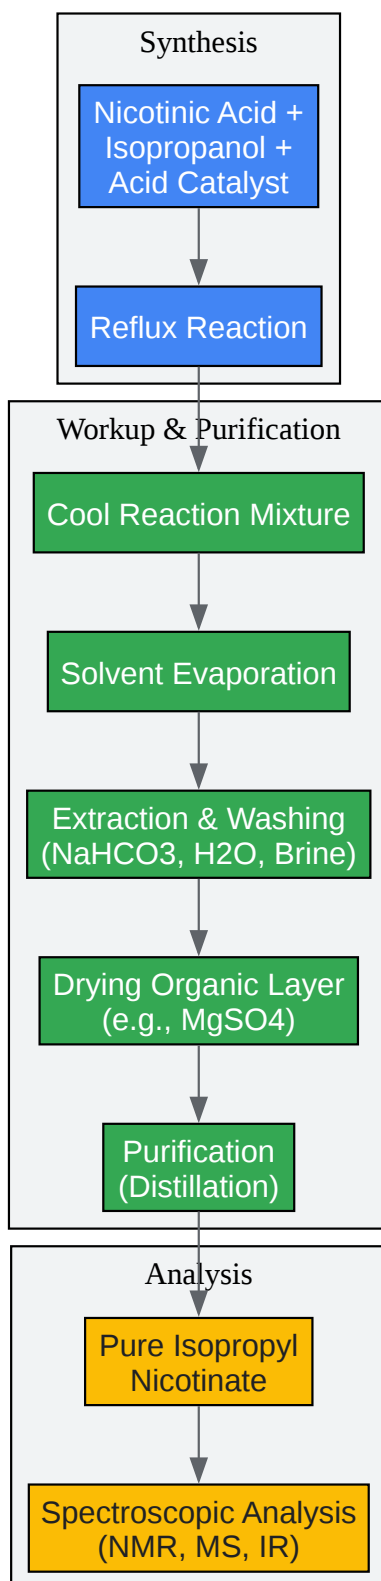 Synthesis
Nicotinic Acid +
Isopropanol +
Acid Catalyst
Reflux Reaction
Workup & Purification
Cool Reaction Mixture
Solvent Evaporation
Extraction & Washing
(NaHCO3, H2O, Brine)
Drying Organic Layer
(e.g., MgSO4)
Purification
(Distillation)
Analysis
Pure Isopropyl
Nicotinate
Spectroscopic Analysis
(NMR, MS, IR)